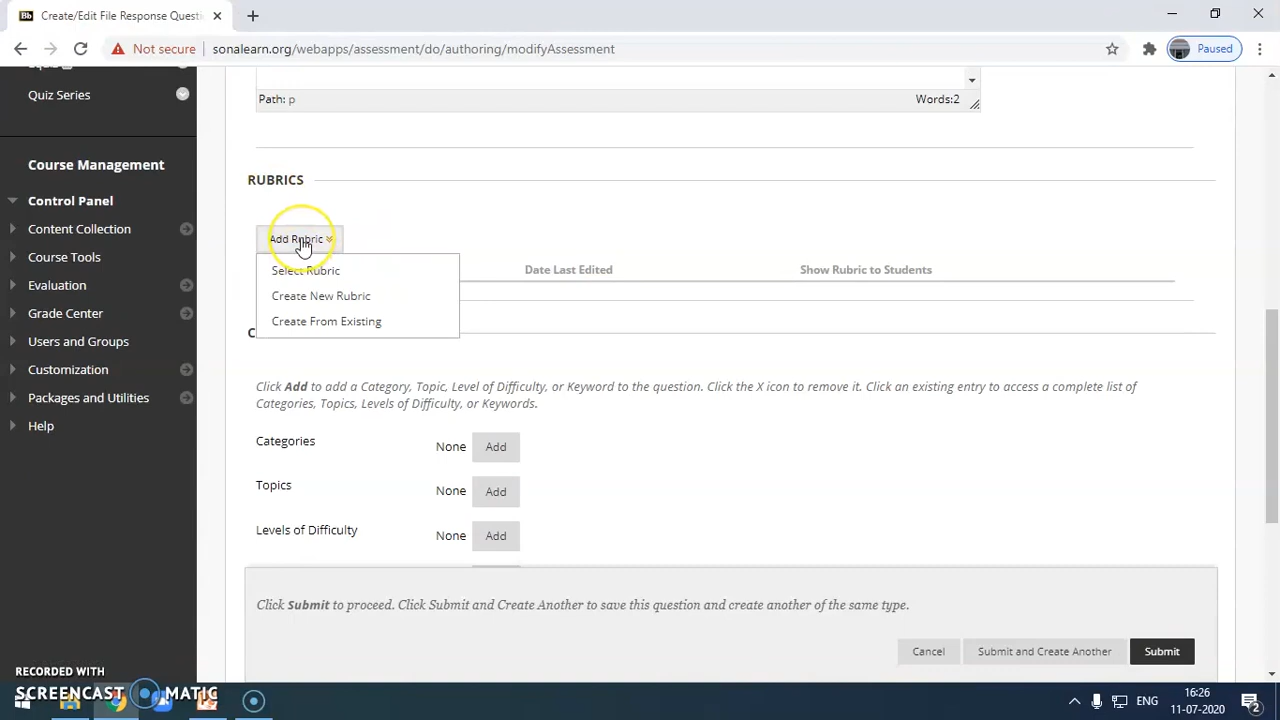 Bb Create/Edit File Response Questi
Not secure sonalearn.org/webapps/assessment/do/authoring/modifyAssessment Paused
Quiz Series
Course Management
Control Panel
Content Collection
Course Tools
Evaluation
Grade Center
Users and Groups
Customization
Packages and Utilities
Help
Path: p Words:2
RUBRICS
Add Rubric
Select Rubric
Create New Rubric
Create From Existing
Date Last Edited Show Rubric to Students
Click Add to add a Category, Topic, Level of Difficulty, or Keyword to the question. Click the X icon to remove it. Click an existing entry to access a complete list of
Categories, Topics, Levels of Difficulty, or Keywords.
Categories None Add
Topics None Add
Levels of Difficulty None Add
Click Submit to proceed. Click Submit and Create Another to save this question and create another of the same type.
Cancel Submit and Create Another Submit
RECORDED WITH
SCREENCAST MATIC
ENG
16:26
11-07-2020
2